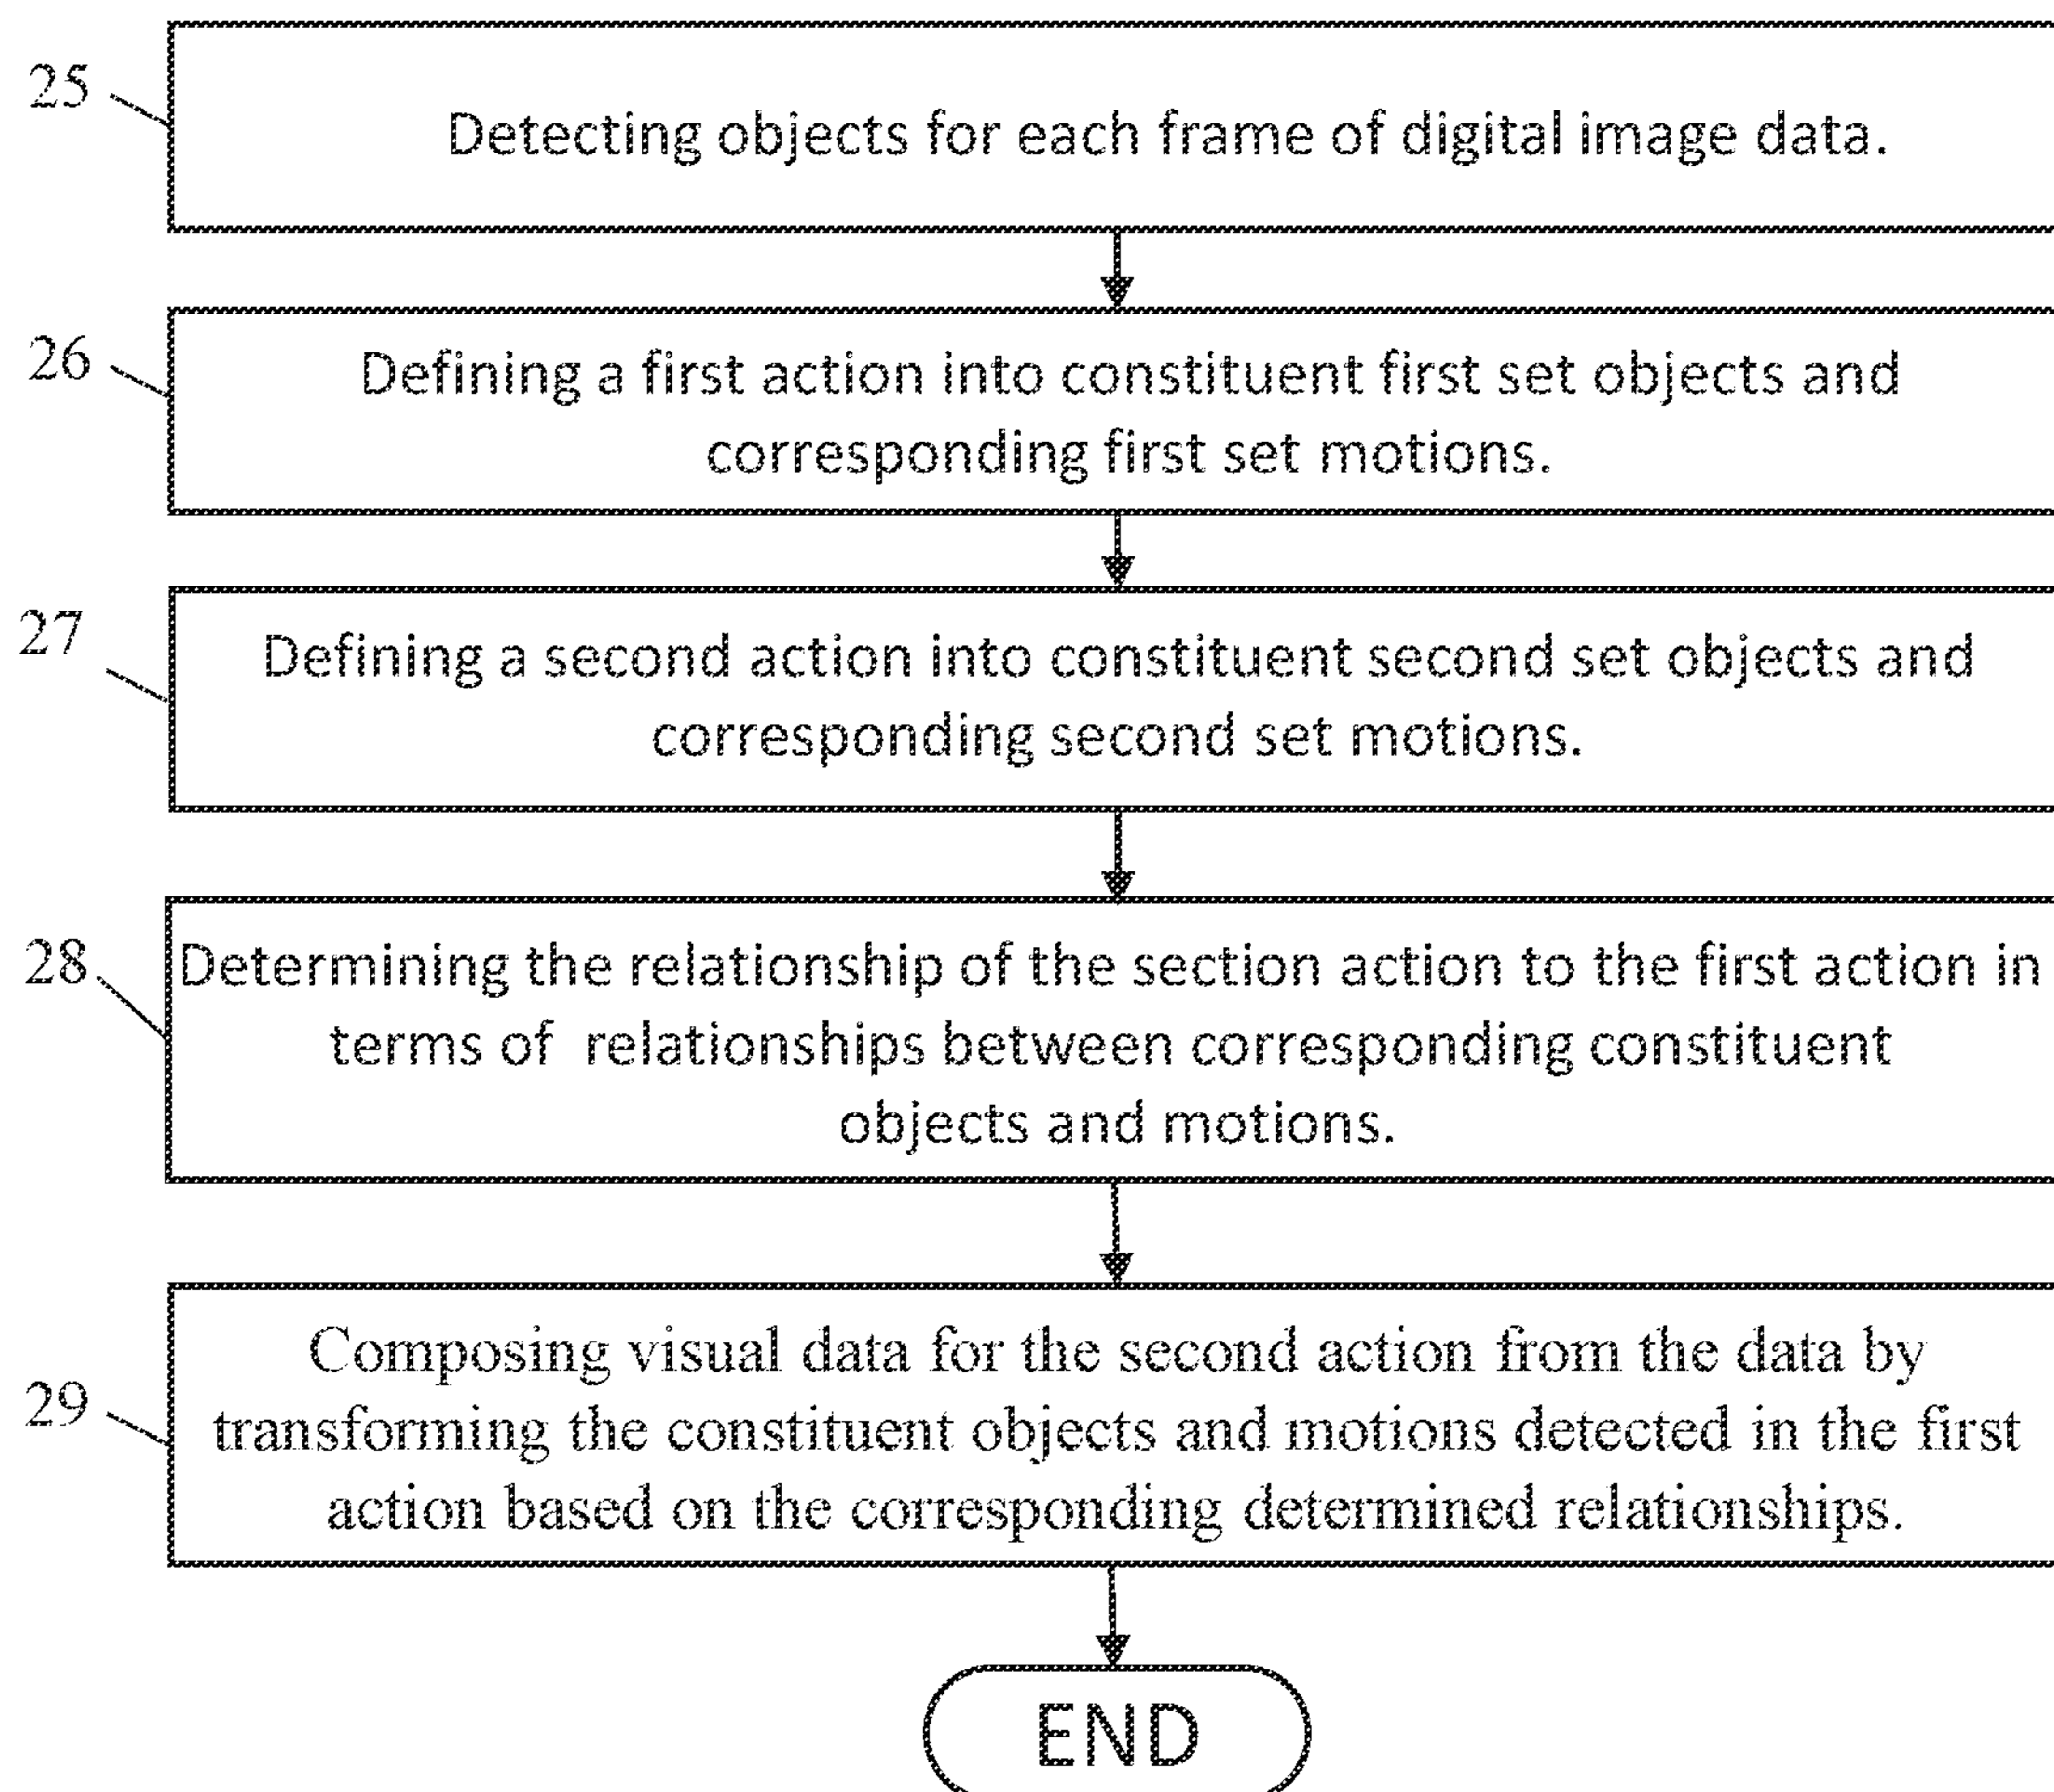 25
Detecting objects for each frame of digital image data.
26
Defining a first action into constituent first set objects and
corresponding first set motions.
27
Defining a second action into constituent second set objects and
corresponding second set motions.
28
Determining the relationship of the section action to the first action in
terms of relationships between corresponding constituent
objects and motions.
29
Composing visual data for the second action from the data by
transforming the constituent objects and motions detected in the first
action based on the corresponding determined relationships.
END